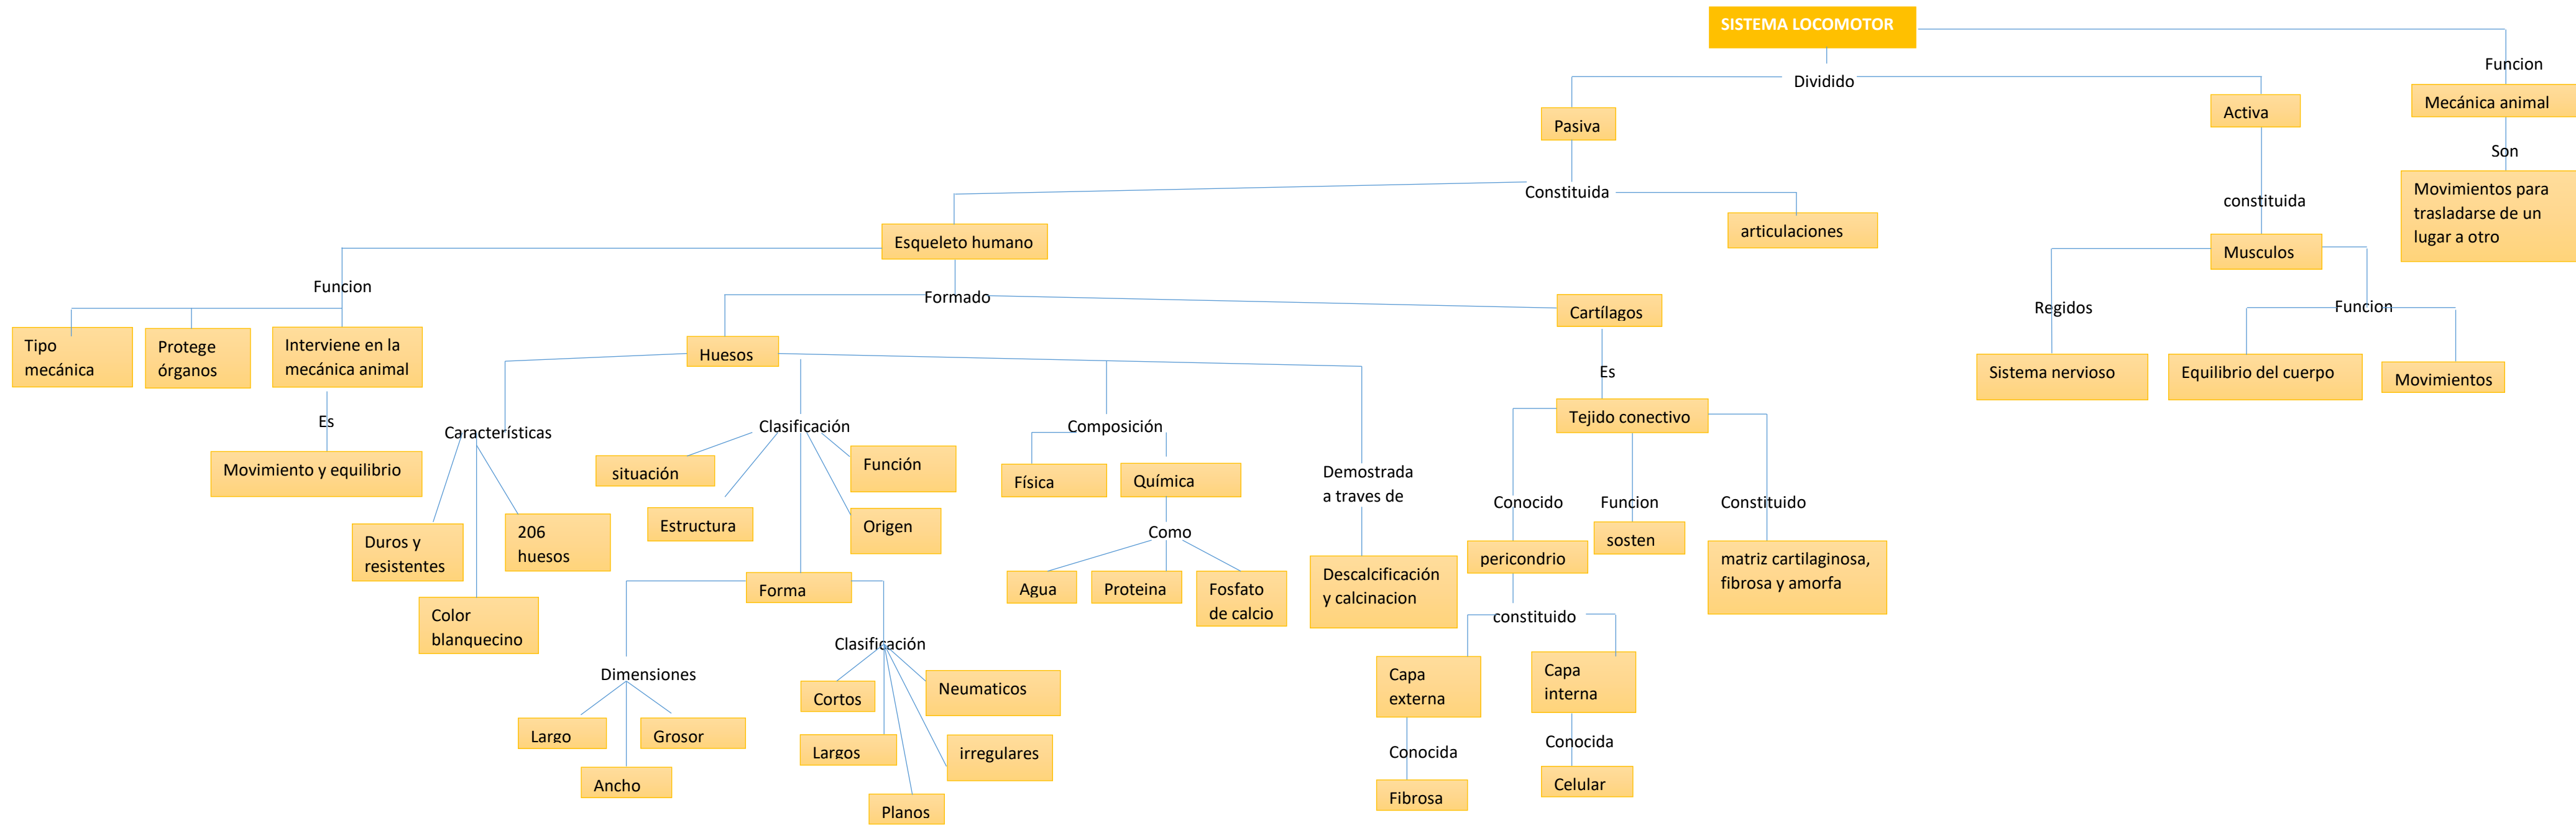 SISTEMA LOCOMOTOR
Funcion
Dividido
Mecánica animal
Pasiva
Activa
Son
Constituida
constituida
Movimientos para
trasladarse de un
lugar a otro
articulaciones
Esqueleto humano
Musculos
Funcion
Formado
Cartílagos
Regidos
Funcion
Tipo
mecánica
Protege
órganos
Interviene en la
mecánica animal
Huesos
Es
Sistema nervioso
Equilibrio del cuerpo
Movimientos
Es
Características
Clasificación
Composición
Tejido conectivo
Movimiento y equilibrio
situación
Función
Física
Química
Demostrada
a traves de
Conocido
Funcion
Constituido
Estructura
Origen
206
huesos
Duros y
resistentes
Como
sosten
pericondrio
matriz cartilaginosa,
fibrosa y amorfa
Forma
Agua
Proteina
Fosfato
de calcio
Descalcificación
y calcinacion
Color
blanquecino
constituido
Clasificación
Dimensiones
Cortos
Neumaticos
Capa
externa
Capa
interna
Largo
Grosor
Largos
irregulares
Conocida
Conocida
Ancho
Planos
Fibrosa
Celular